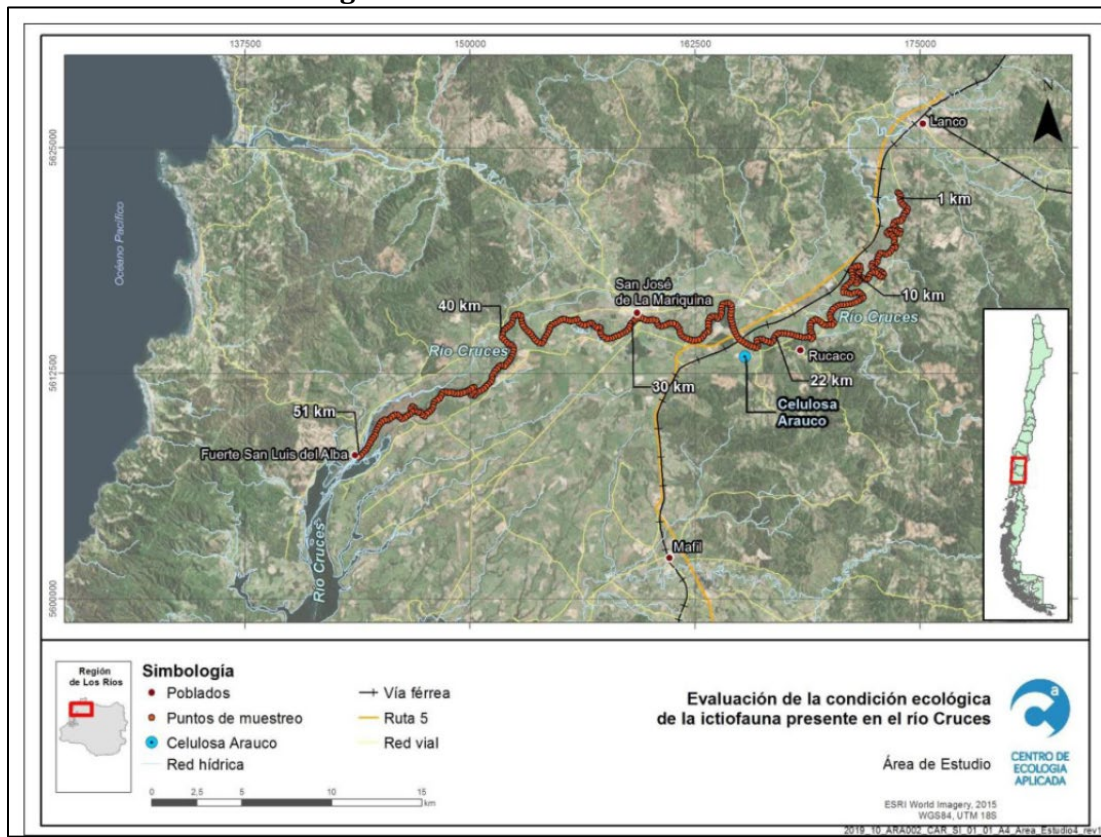 137500
150000
162500
175000
5625000
5612500
5600000
Océano Pacífico
N
Lanco
1 km
San José
de La Mariquina
40 km
10 km
Río Cruces
Río Cruces
Rucaco
22 km
30 km
Celulosa
Arauco
51 km
Fuerte San Luis del Alba
Río Cruces
Mafil
Región
de Los Ríos
Simbología
Poblados
Puntos de muestreo
Celulosa Arauco
Red hídrica
Vía férrea
Ruta 5
Red vial
0 2,5 5 10 15
km
Evaluación de la condición ecológica
de la ictiofauna presente en el río Cruces
Área de Estudio
a
CENTRO DE
ECOLOGIA
APLICADA
ESRI World Imagery, 2015
WGS84, UTM 18S
2019_10_ARA002_CAR_SI_01_01_A4_Area_Estudio4_rev1